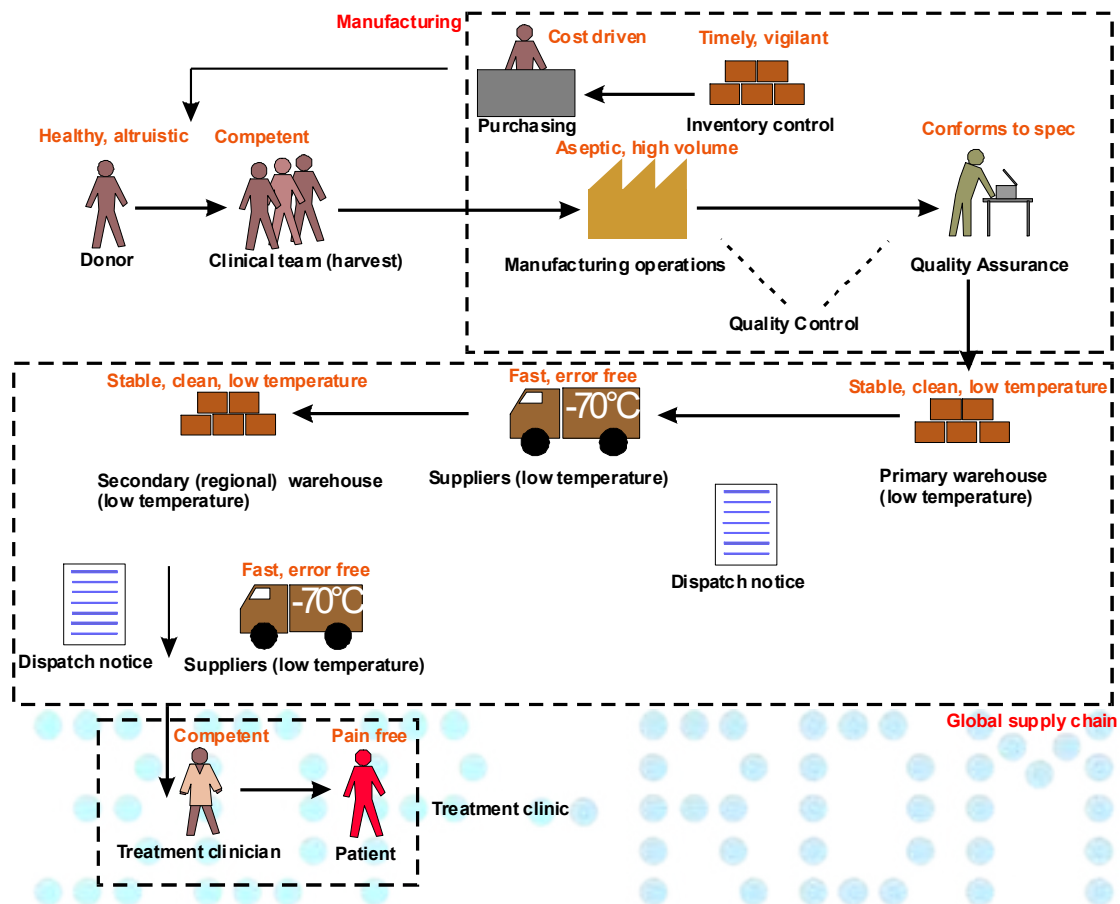 Manufacturing
Cost driven
Timely, vigilant
Purchasing
Inventory control
Healthy, altruistic
Competent
Aseptic, high volume
Conforms to spec
Donor
Clinical team (harvest)
Manufacturing operations
Quality Assurance
Quality Control
Stable, clean, low temperature
Fast, error free
Stable, clean, low temperature
-70°C
Secondary (regional) warehouse
(low temperature)
Suppliers (low temperature)
Primary warehouse
(low temperature)
Dispatch notice
Fast, error free
-70°C
Dispatch notice
Suppliers (low temperature)
Global supply chain
Competent
Pain free
Treatment clinic
Treatment clinician
Patient